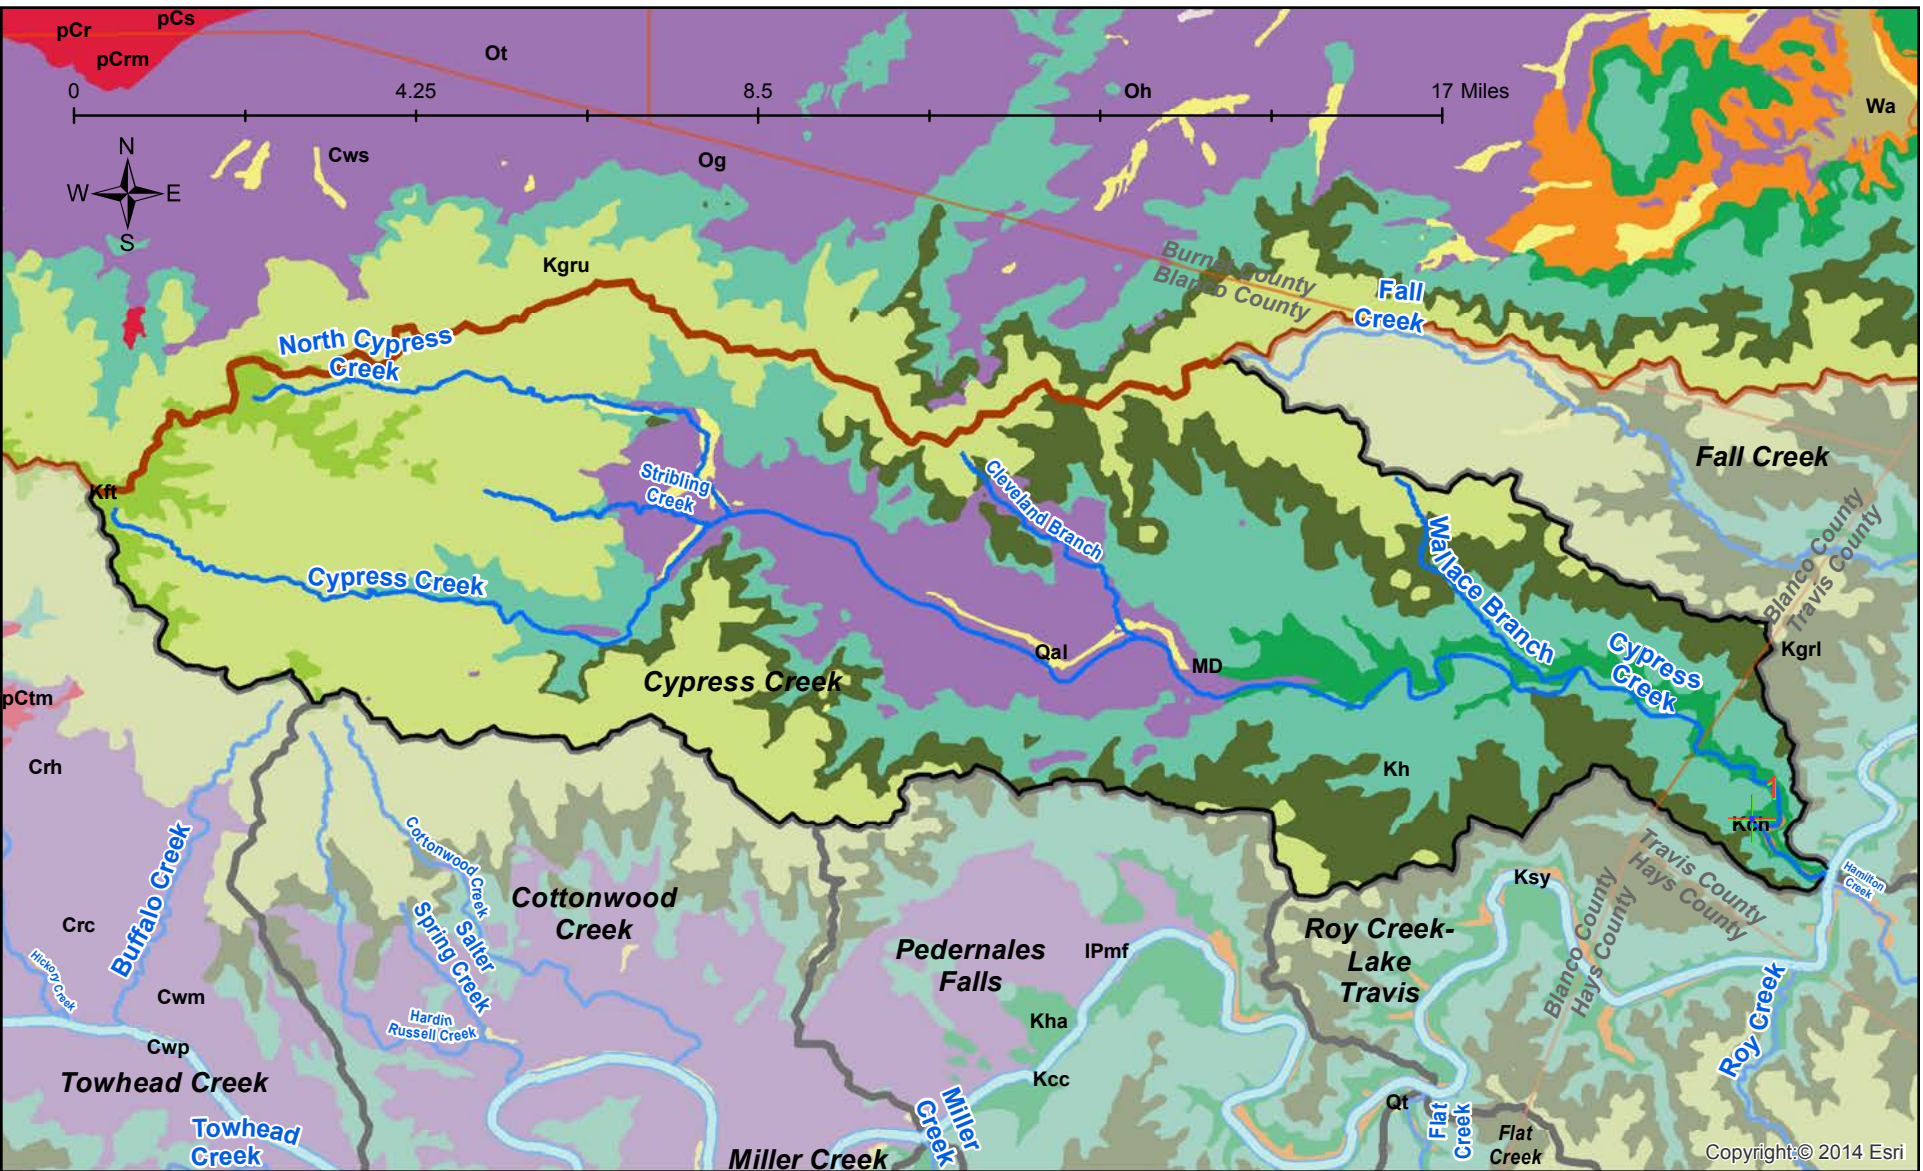 pCs
pCr
Ot
pCrm
0
4.25
8.5
Oh
17 Miles
Wa
N
W E
S
Cws
Og
Kgru
Burnet County
Blanco County
Fall
Creek
North Cypress
Creek
Fall Creek
Kft
Stribling
Creek
Cleveland Branch
Wallace Branch
Blanco County
Travis County
Cypress Creek
Cypress Creek
Qal
MD
Cypress
Creek
Kgrl
pCtm
Crh
Kh
1
Kch
Buffalo Creek
Cottonwood Creek
Salter
Spring Creek
Cottonwood
Creek
Ksy
Travis County
Hays County
Hamilton
Creek
Crc
Hickory Creek
Pedernales
Falls
lPmf
Roy Creek-
Lake
Travis
Blanco County
Hays County
Cwm
Hardin
Russell Creek
Kha
Roy Creek
Cwp
Towhead Creek
Kcc
Miller
Creek
Qt
Flat
Creek
Flat
Creek
Towhead
Creek
Miller Creek
Copyright:© 2014 Esri